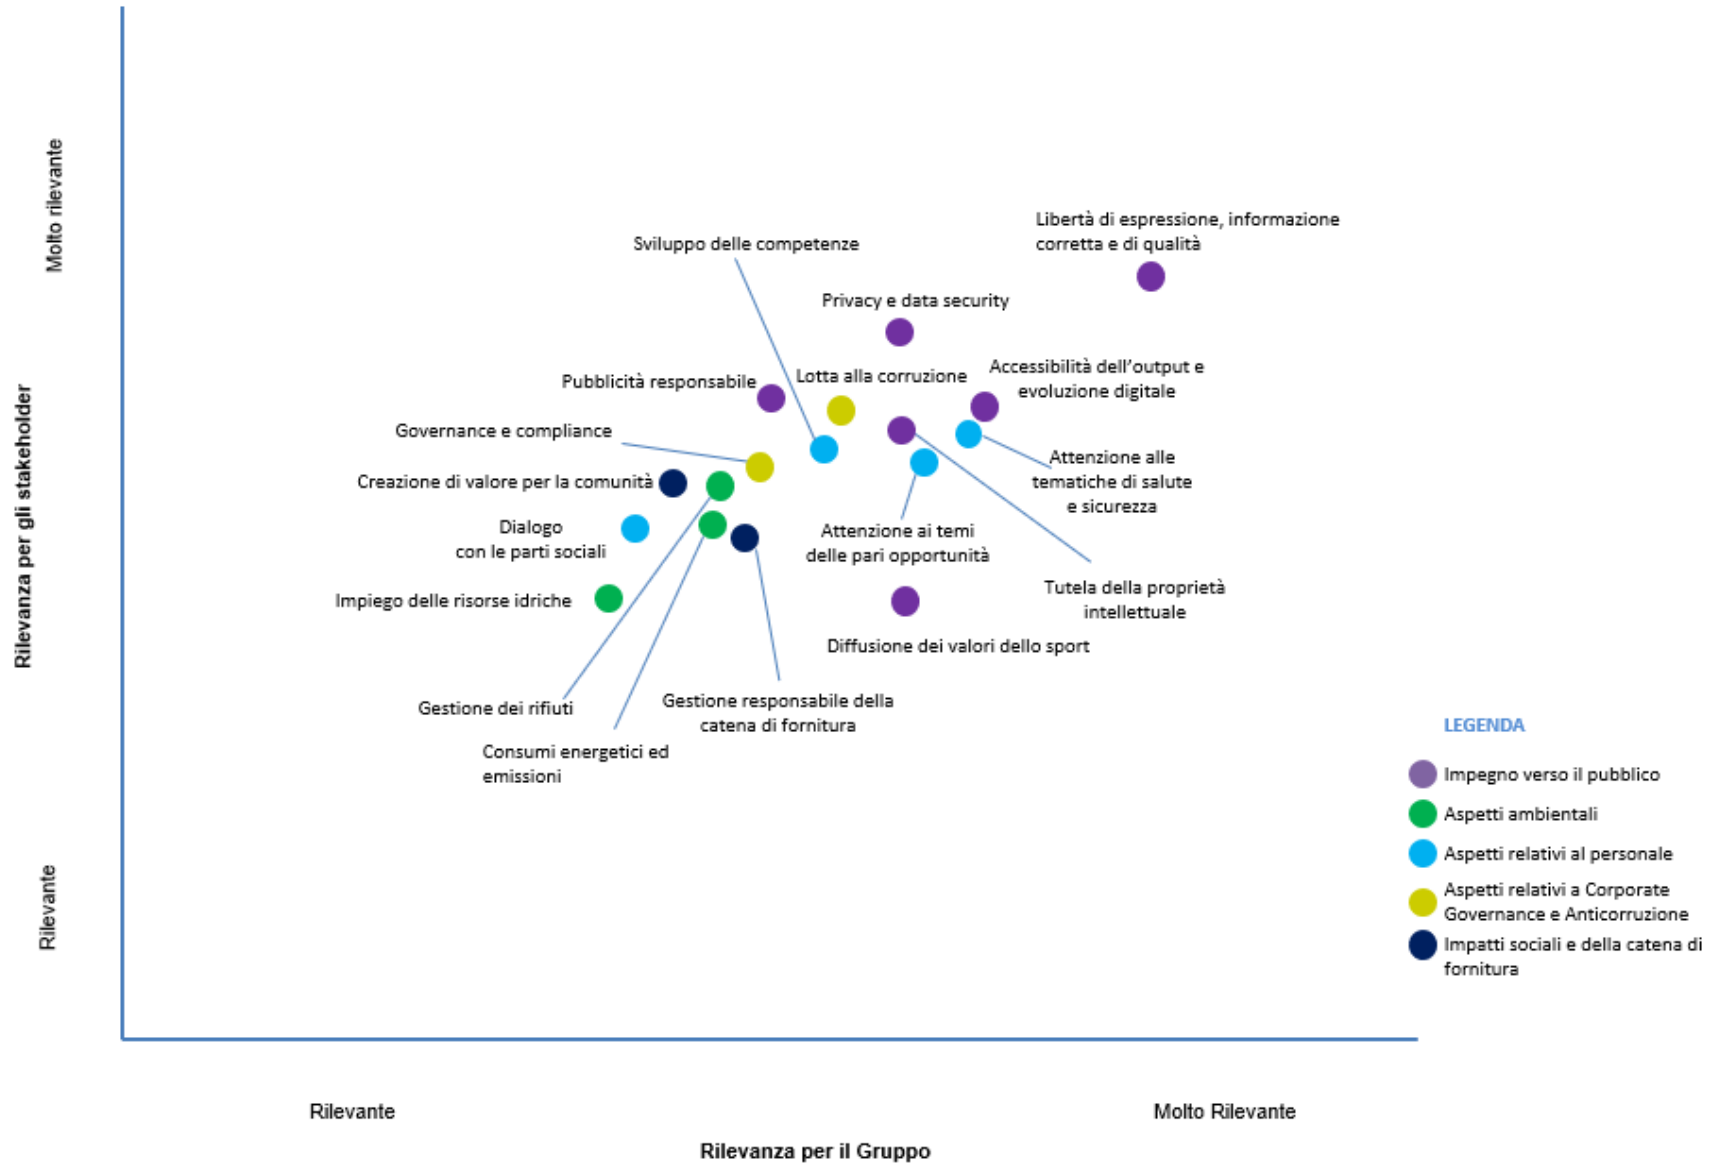 Molto rilevante
Rilevanza per gli stakeholder
Rilevante
Libertà di espressione, informazione
corretta e di qualità
Sviluppo delle competenze
Privacy e data security
Accessibilità dell'output e
evoluzione digitale
Lotta alla corruzione
Pubblicità responsabile
Governance e compliance
Attenzione alle
tematiche di salute
e sicurezza
Creazione di valore per la comunità
Dialogo
con le parti sociali
Attenzione ai temi
delle pari opportunità
Tutela della proprietà
intellettuale
Impiego delle risorse idriche
Diffusione dei valori dello sport
Gestione dei rifiuti
Gestione responsabile della
catena di fornitura
Consumi energetici ed
emissioni
LEGENDA
Impegno verso il pubblico
Aspetti ambientali
Aspetti relativi al personale
Aspetti relativi a Corporate
Governance e Anticorruzione
Impatti sociali e della catena di
fornitura
Rilevante
Molto Rilevante
Rilevanza per il Gruppo